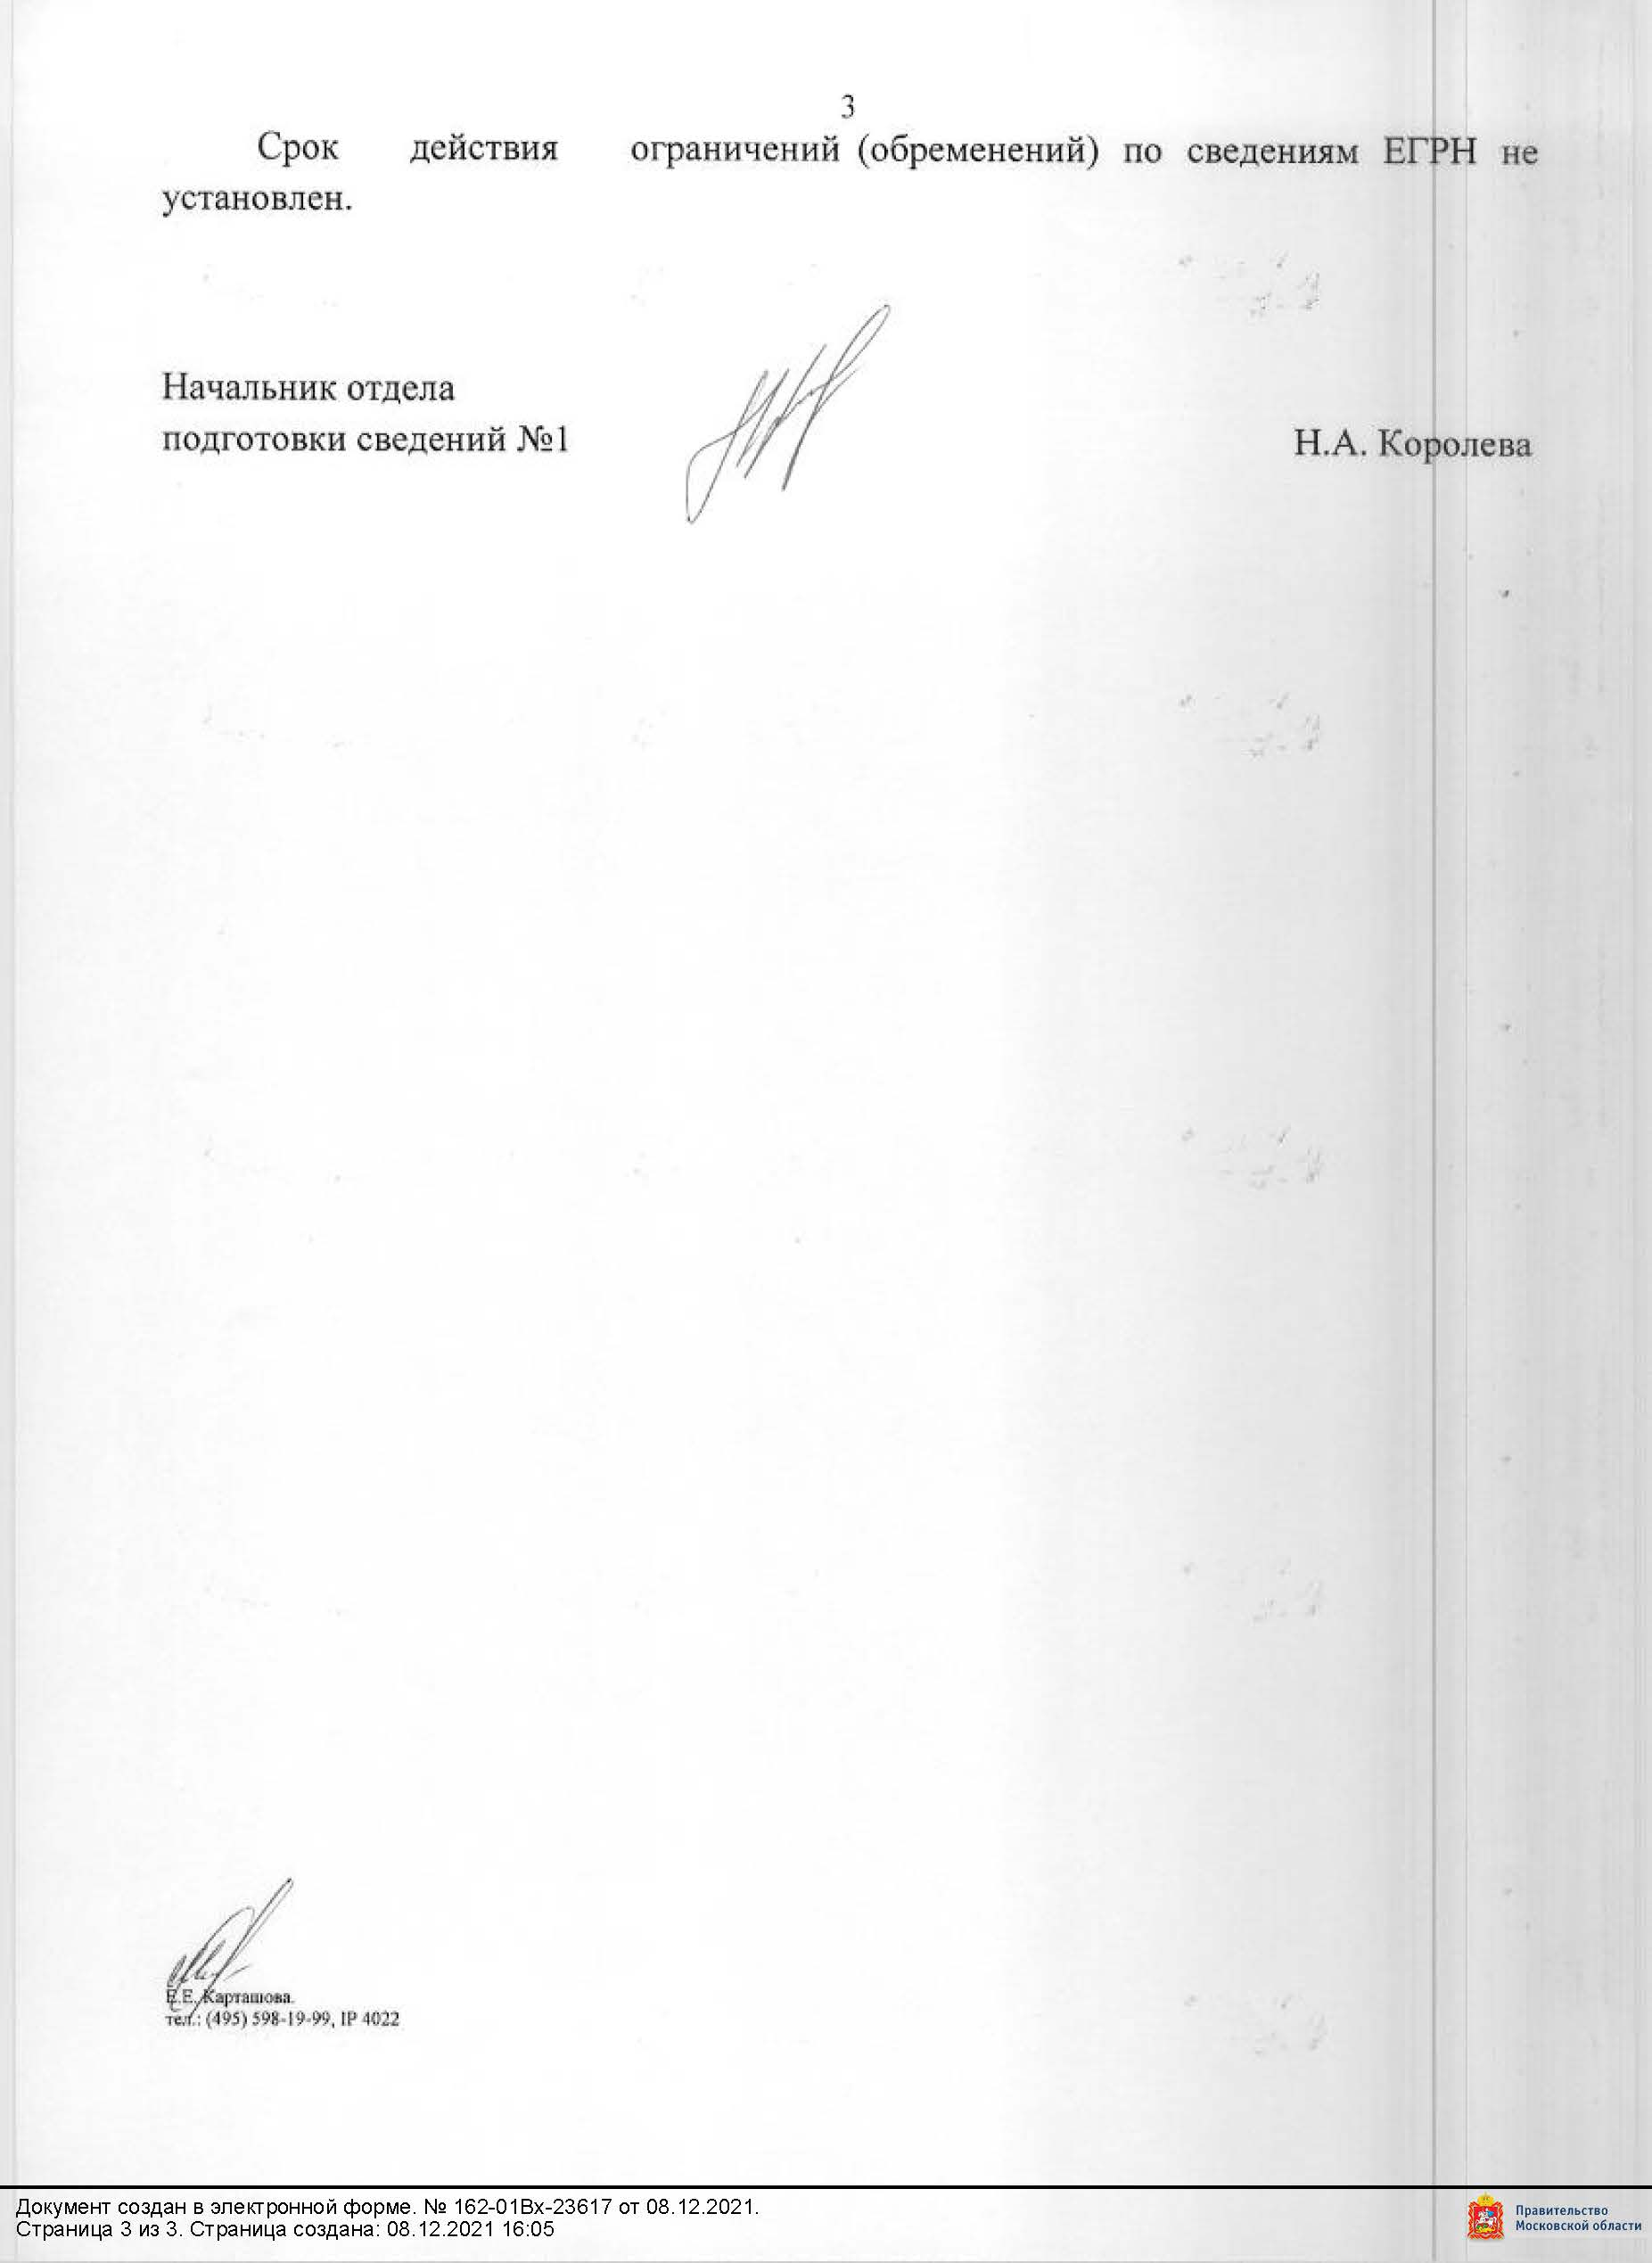 3
Срок действия ограничений (обременений) по сведениям ЕГРН не
установлен.
Начальник отдела
подготовки сведений №1
Н.А. Королева
Е.Е. Карташова.
тел.: (495) 598-19-99, IP 4022
Документ создан в электронной форме. № 162-01Вх-23617 от 08.12.2021.
Страница 3 из 3. Страница создана: 08.12.2021 16:05
Правительство
Московской области